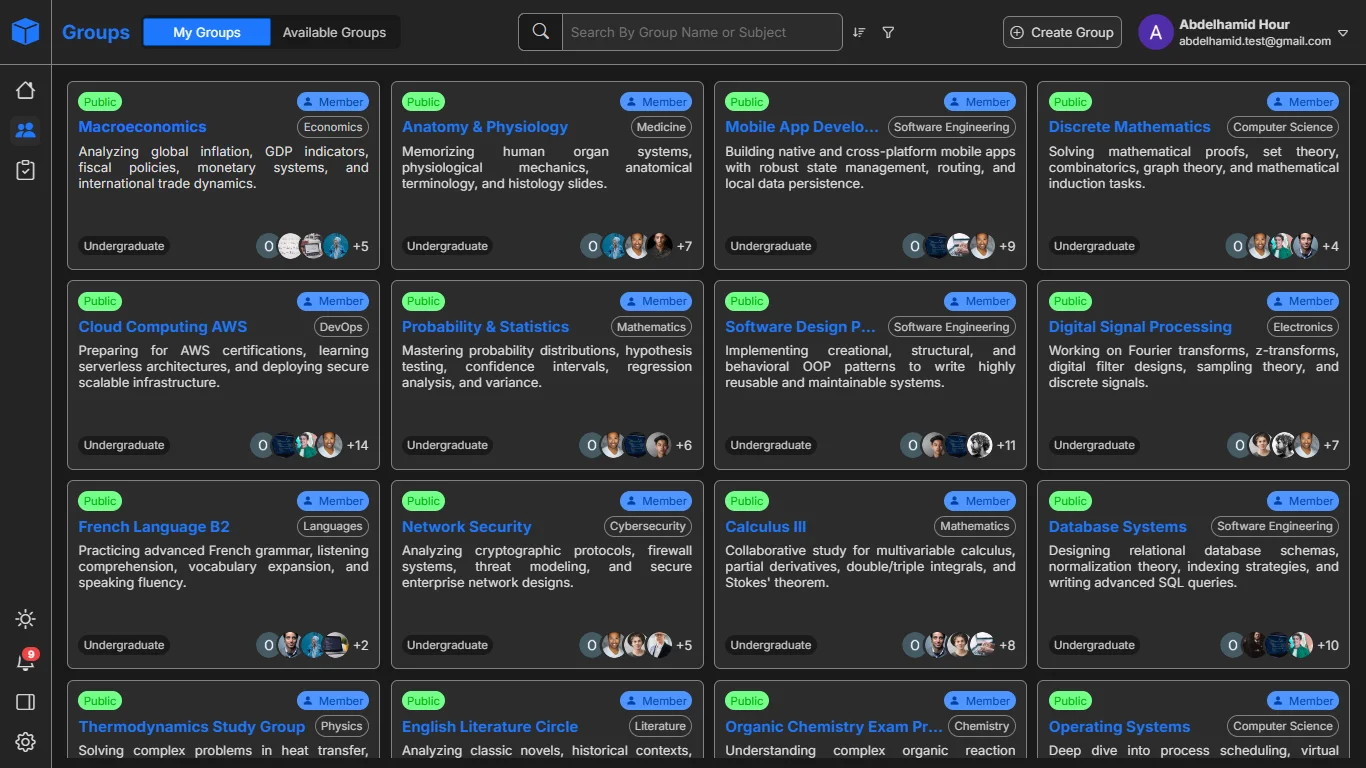 Groups
My Groups
Available Groups
Search By Group Name or Subject
Create Group
A
Abdelhamid Hour
abdelhamid.test@gmail.com
Public
Member
Macroeconomics
Economics
Analyzing global inflation, GDP indicators,
fiscal policies, monetary systems, and
international trade dynamics.
Undergraduate
0
+5
Public
Member
Anatomy & Physiology
Medicine
Memorizing human organ systems,
physiological mechanics, anatomical
terminology, and histology slides.
Undergraduate
0
+7
Public
Member
Mobile App Develo...
Software Engineering
Building native and cross-platform mobile apps
with robust state management, routing, and
local data persistence.
Undergraduate
0
+9
Public
Member
Discrete Mathematics
Computer Science
Solving mathematical proofs, set theory,
combinatorics, graph theory, and mathematical
induction tasks.
Undergraduate
0
+4
Public
Member
Cloud Computing AWS
DevOps
Preparing for AWS certifications, learning
serverless architectures, and deploying secure
scalable infrastructure.
Undergraduate
0
+14
Public
Member
Probability & Statistics
Mathematics
Mastering probability distributions, hypothesis
testing, confidence intervals, regression
analysis, and variance.
Undergraduate
0
+6
Public
Member
Software Design P...
Software Engineering
Implementing creational, structural, and
behavioral OOP patterns to write highly
reusable and maintainable systems.
Undergraduate
0
+11
Public
Member
Digital Signal Processing
Electronics
Working on Fourier transforms, z-transforms,
digital filter designs, sampling theory, and
discrete signals.
Undergraduate
0
+7
Public
Member
French Language B2
Languages
Practicing advanced French grammar, listening
comprehension, vocabulary expansion, and
speaking fluency.
Undergraduate
0
+2
Public
Member
Network Security
Cybersecurity
Analyzing cryptographic protocols, firewall
systems, threat modeling, and secure
enterprise network designs.
Undergraduate
0
+5
Public
Member
Calculus III
Mathematics
Collaborative study for multivariable calculus,
partial derivatives, double/triple integrals, and
Stokes' theorem.
Undergraduate
0
+8
Public
Member
Database Systems
Software Engineering
Designing relational database schemas,
normalization theory, indexing strategies, and
writing advanced SQL queries.
Undergraduate
0
+10
9
Public
Member
Thermodynamics Study Group
Physics
Solving complex problems in heat transfer,
Public
Member
English Literature Circle
Literature
Analyzing classic novels, historical contexts,
Public
Member
Organic Chemistry Exam Pr...
Chemistry
Understanding complex organic reaction
Public
Member
Operating Systems
Computer Science
Deep dive into process scheduling, virtual